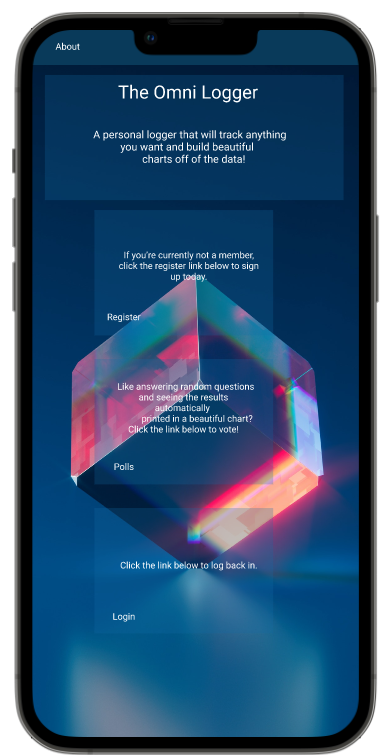 About
The Omni Logger
A personal logger that will track anything
you want and build beautiful
charts off of the data!
If you're currently not a member,
click the register link below to sign
up today.
Register
Like answering random questions
and seeing the results
automatically
printed in a beautiful chart?
Click the link below to vote!
Polls
Click the link below to log back in.
Login